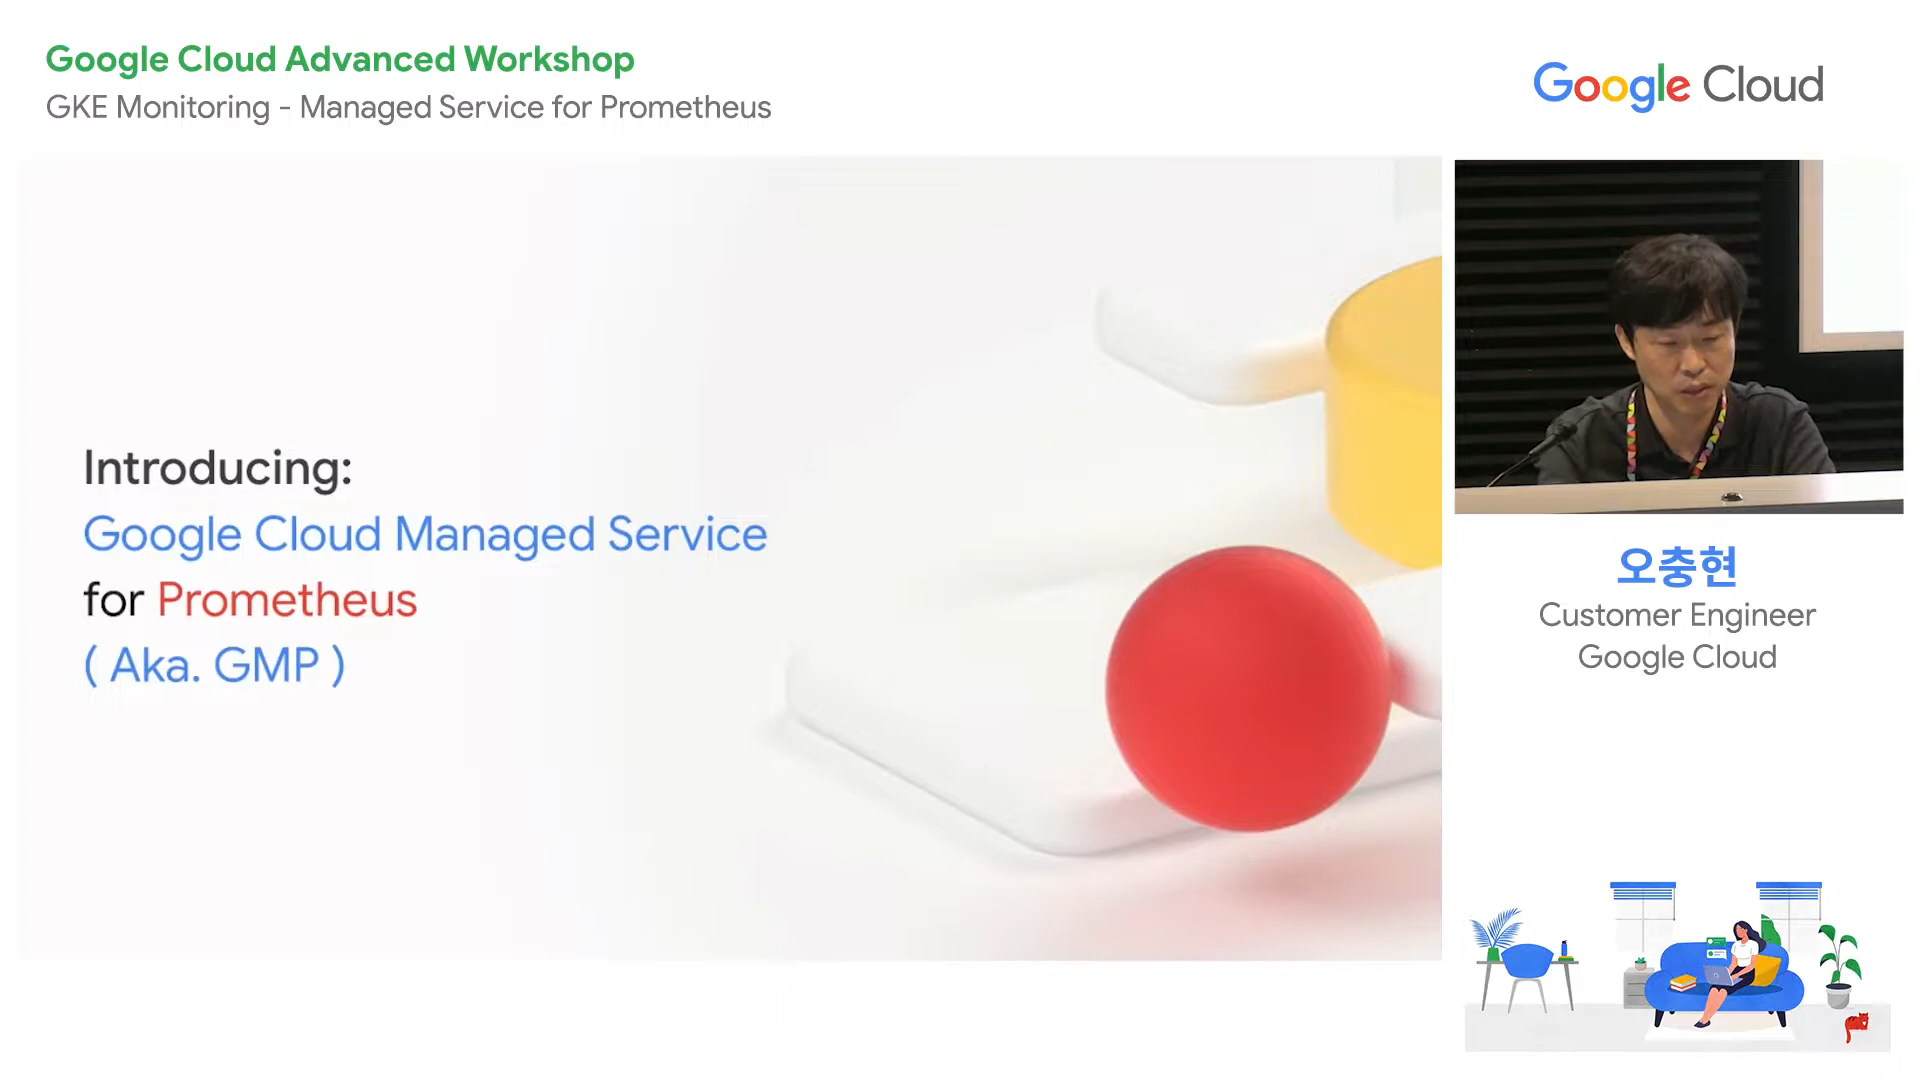 Google Cloud Advanced Workshop
GKE Monitoring - Managed Service for Prometheus
Google Cloud
Introducing:
Google Cloud Managed Service
for Prometheus
( Aka. GMP )
오충현
Customer Engineer
Google Cloud